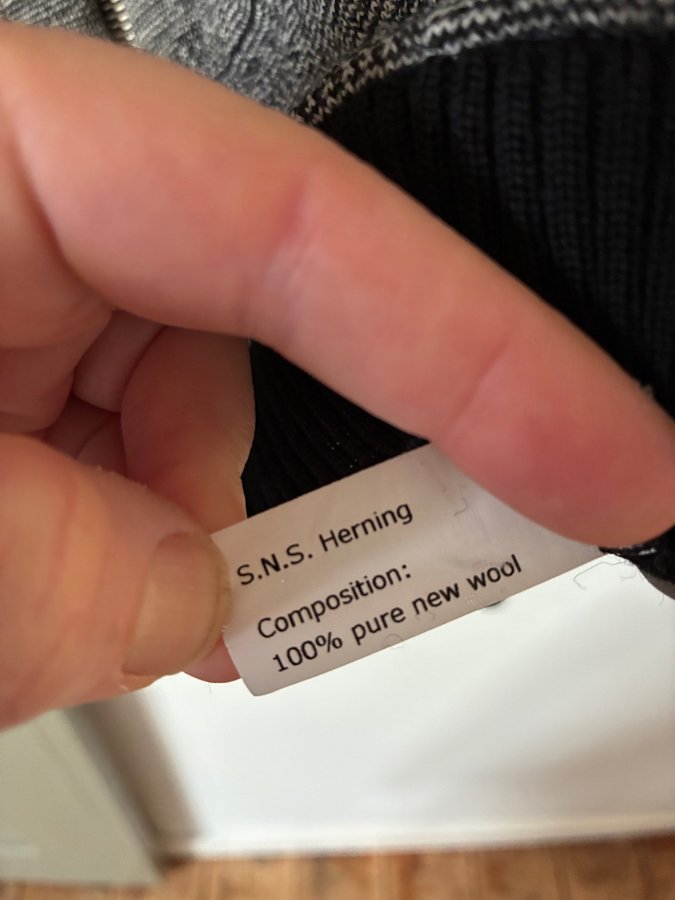 S.N.S. Herning
Composition:
100% pure new wool